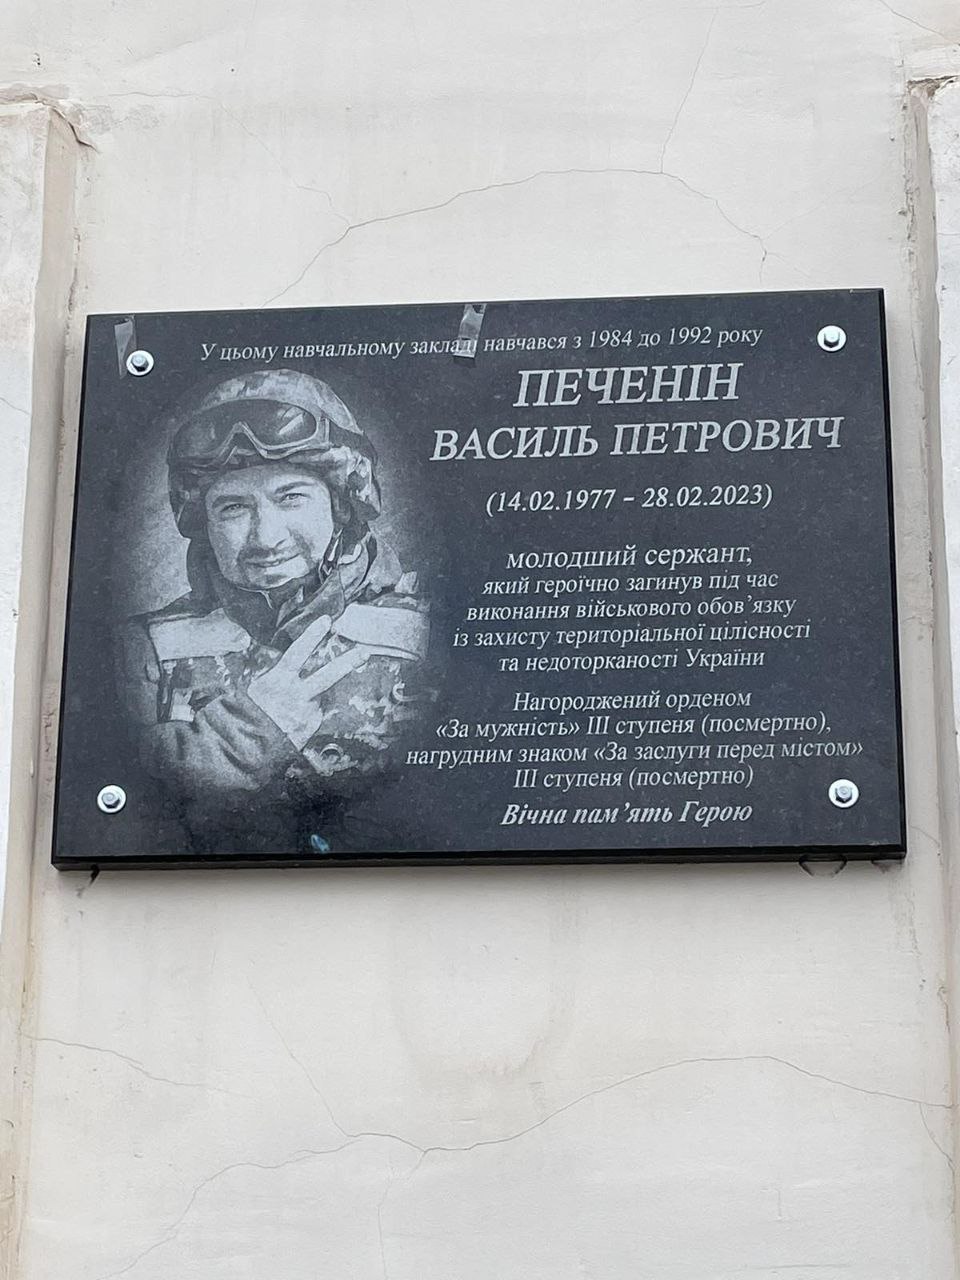 У цьому навчальному закладі навчався з 1984 до 1992 року
ПЕЧЕНІН
ВАСИЛЬ ПЕТРОВИЧ
(14.02.1977 – 28.02.2023)
молодший сержант,
який героїчно загинув під час
виконання військового обов’язку
із захисту територіальної цілісності
та недоторканості України
Нагороджений орденом
«За мужність» ІІІ ступеня (посмертно),
нагрудним знаком «За заслуги перед містом»
ІІІ ступеня (посмертно)
Вічна пам’ять Герою